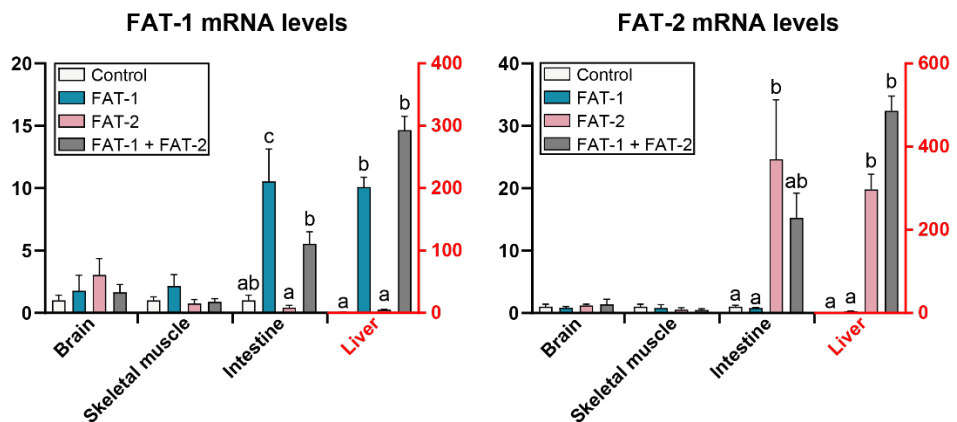 FAT-1 mRNA levels
20
15
10
5
0
400
300
200
100
0
Control
FAT-1
FAT-2
FAT-1 + FAT-2
ab
c
a
b
a
b
a
b
Brain
Skeletal muscle
Intestine
Liver
FAT-2 mRNA levels
40
30
20
10
0
600
400
200
0
Control
FAT-1
FAT-2
FAT-1 + FAT-2
a
a
b
ab
a
a
b
b
Brain
Skeletal muscle
Intestine
Liver